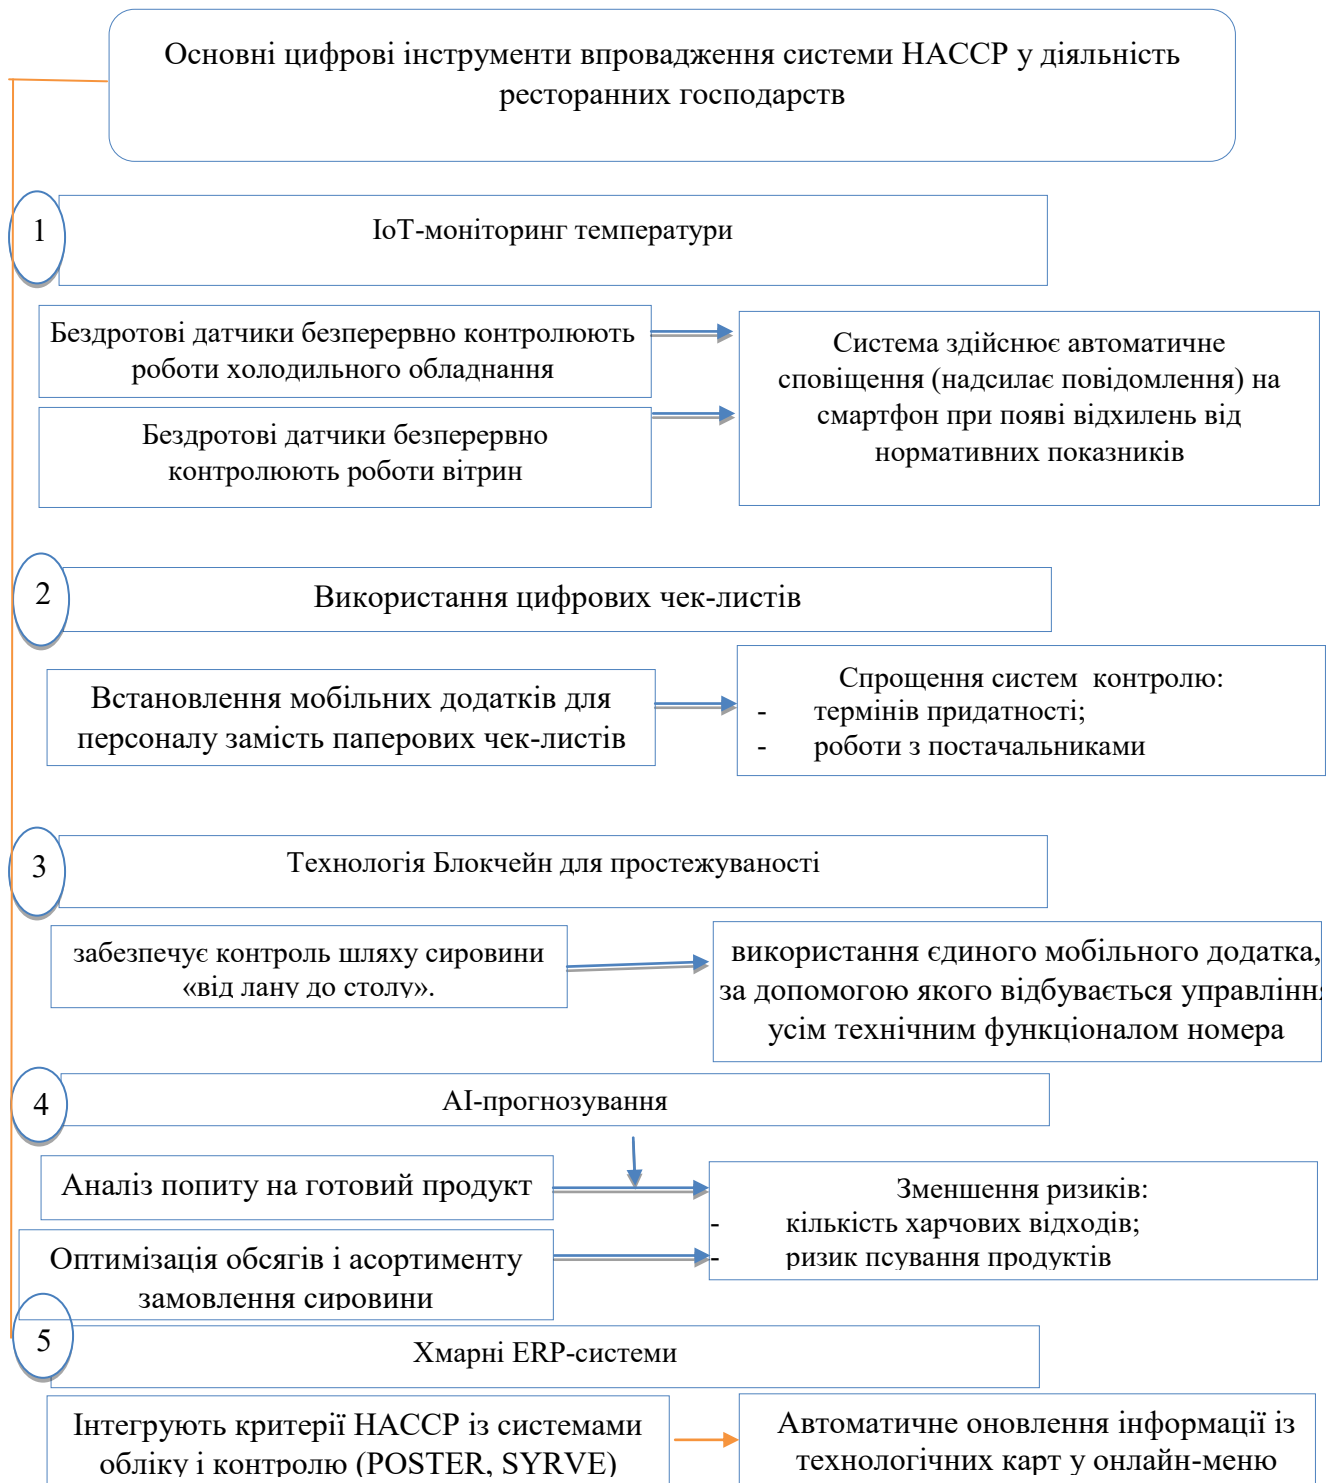 Основні цифрові інструменти впровадження системи НАССР у діяльність
ресторанних господарств
1
ІоТ-моніторинг температури
Бездротові датчики безперервно контролюють
роботи холодильного обладнання
Бездротові датчики безперервно
контролюють роботи вітрин
Система здійснює автоматичне
сповіщення (надсилає повідомлення) на
смартфон при появі відхилень від
нормативних показників
2
Використання цифрових чек-листів
Встановлення мобільних додатків для
персоналу замість паперових чек-листів
Спрощення систем контролю:
- термінів придатності;
- роботи з постачальниками
3
Технологія Блокчейн для простежуваності
забезпечує контроль шляху сировини
«від лану до столу».
використання єдиного мобільного додатка,
за допомогою якого відбувається управління
усім технічним функціоналом номера
4
АІ-прогнозування
Аналіз попиту на готовий продукт
Оптимізація обсягів і асортименту
замовлення сировини
Зменшення ризиків:
- кількість харчових відходів;
- ризик псування продуктів
5
Хмарні ERP-системи
Інтегрують критерії НАССР із системами
обліку і контролю (POSTER, SYRVE)
Автоматичне оновлення інформації із
технологічних карт у онлайн-меню